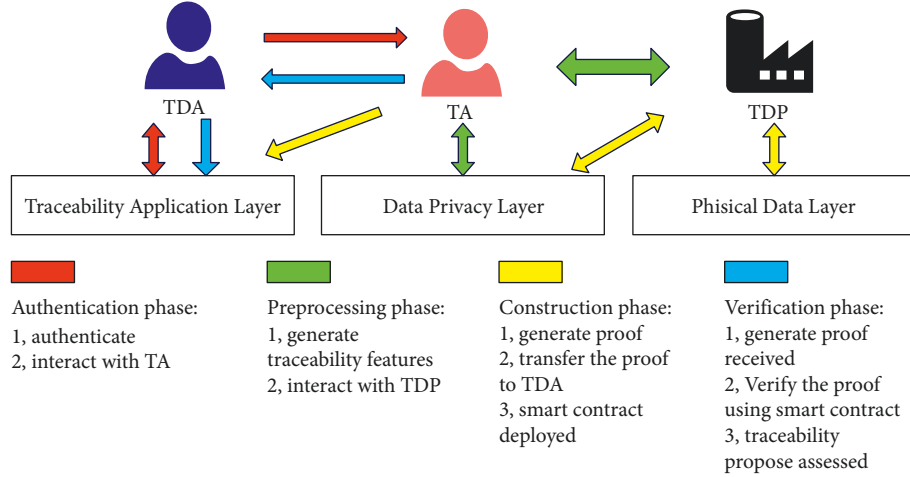 TDA
TA
TDP
Traceability Application Layer
Data Privacy Layer
Phisical Data Layer
Authentication phase:
1, authenticate
2, interact with TA
Preprocessing phase:
1, generate
traceability features
2, interact with TDP
Construction phase:
1, generate proof
2, transfer the proof
to TDA
3, smart contract
deployed
Verification phase:
1, generate proof
received
2, Verify the proof
using smart contract
3, traceability
propose assessed